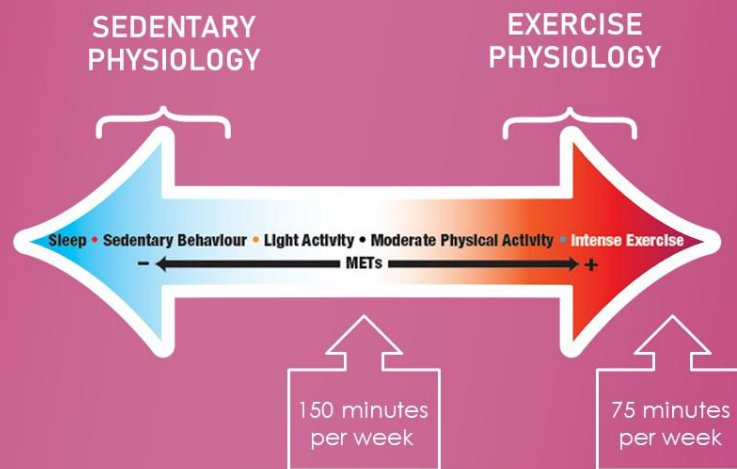 SEDENTARY
PHYSIOLOGY
EXERCISE
PHYSIOLOGY
Sleep • Sedentary Behaviour • Light Activity • Moderate Physical Activity • Intense Exercise
- METs +
150 minutes
per week
75 minutes
per week